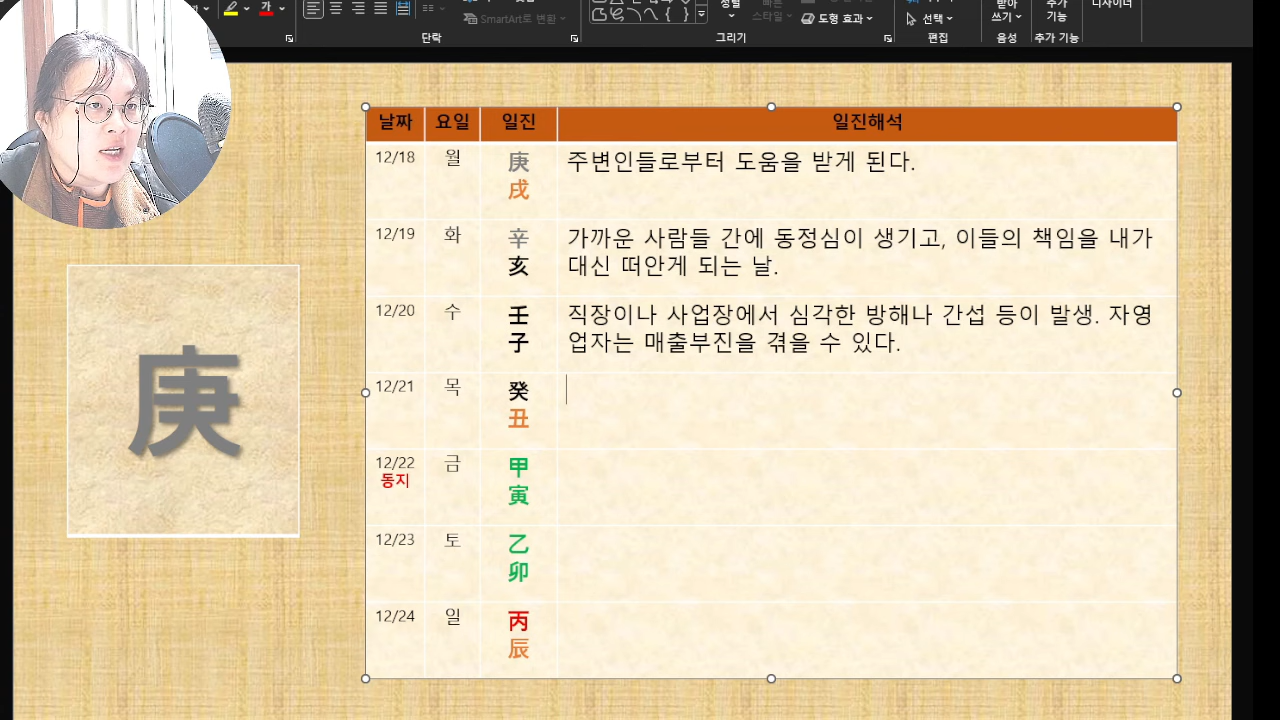 가
SmartArt로 변환
도형 효과
선택
단락
그리기
편집
음성
추가 기능
쓰기
기능
庚
날짜 요일 일진 일진해석
12/18 월 庚戌 주변인들로부터 도움을 받게 된다.
12/19 화 辛亥 가까운 사람들 간에 동정심이 생기고, 이들의 책임을 내가
대신 떠안게 되는 날.
12/20 수 壬子 직장이나 사업장에서 심각한 방해나 간섭 등이 발생. 자영
업자는 매출부진을 겪을 수 있다.
12/21 목 癸丑
12/22 금 甲寅
동지
12/23 토 乙卯
12/24 일 丙辰